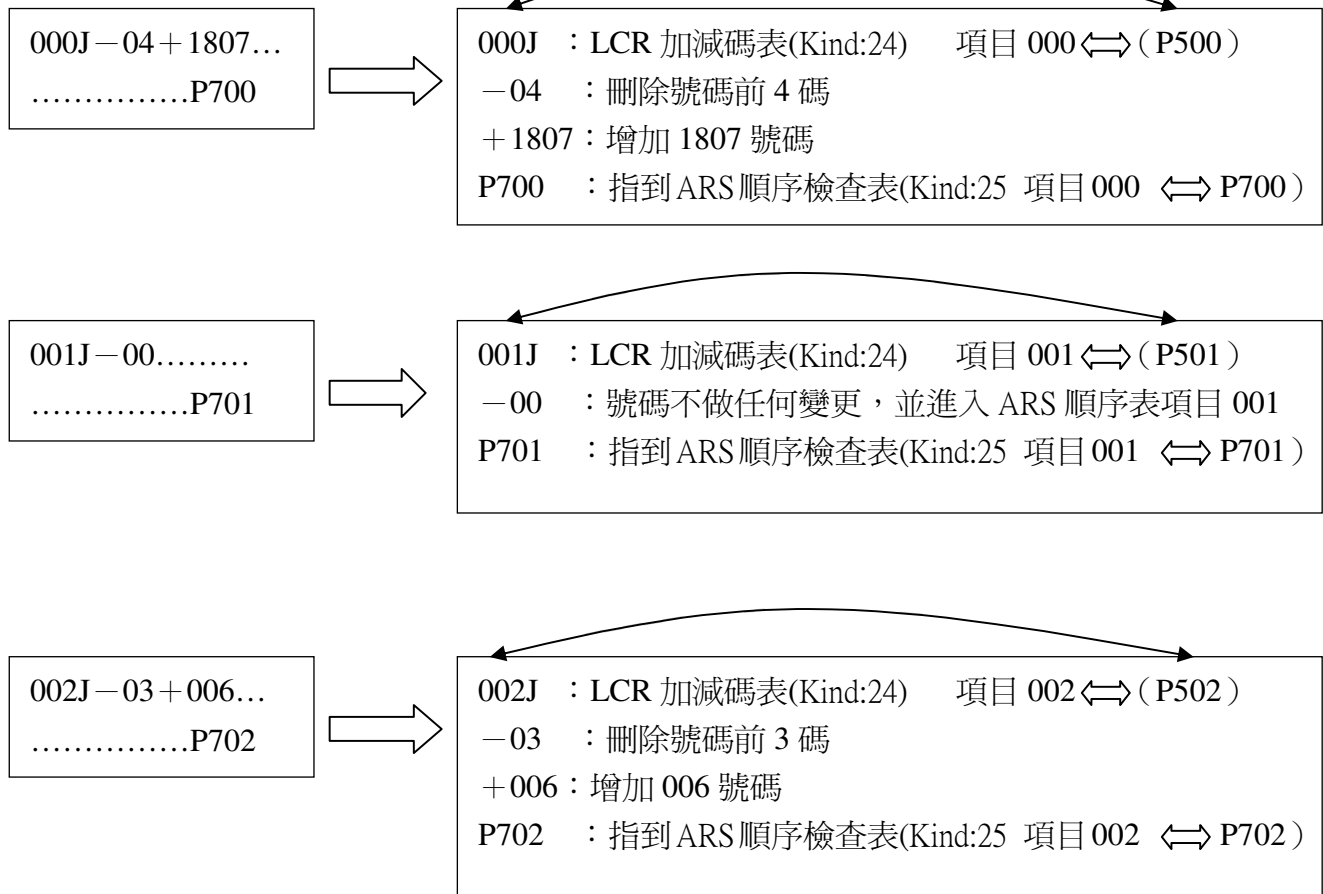 000J－04＋1807…
……………P700
000J ：LCR 加減碼表(Kind:24) 項目 000⇔（P500）
－04 ：刪除號碼前 4 碼
＋1807：增加 1807 號碼
P700 ：指到 ARS 順序檢查表(Kind:25 項目 000 ⇔ P700）
001J－00………
……………P701
001J ：LCR 加減碼表(Kind:24) 項目 001⇔（P501）
－00 ：號碼不做任何變更，並進入 ARS 順序表項目 001
P701 ：指到 ARS 順序檢查表(Kind:25 項目 001 ⇔ P701）
002J－03＋006…
……………P702
002J ：LCR 加減碼表(Kind:24) 項目 002⇔（P502）
－03 ：刪除號碼前 3 碼
＋006：增加 006 號碼
P702 ：指到 ARS 順序檢查表(Kind:25 項目 002 ⇔ P702）